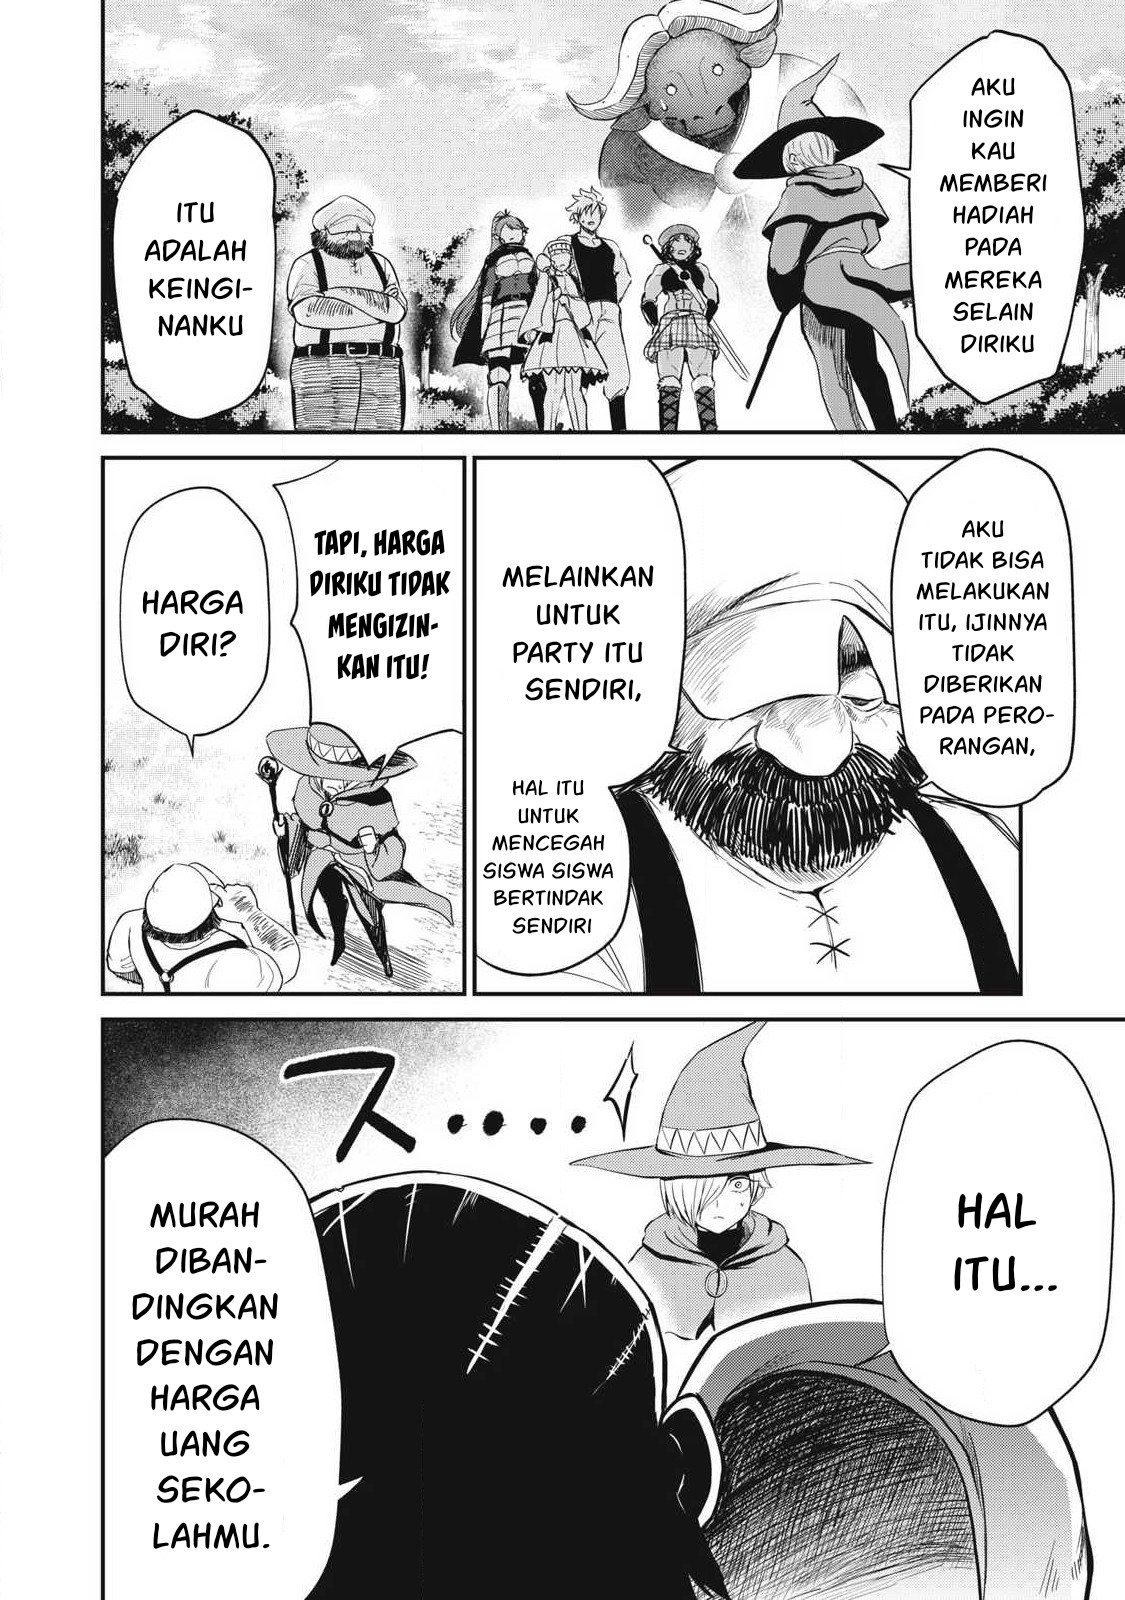 AKU
INGIN
KAU
MEMBERI
HADIAH
PADA
MEREKA
SELAIN
DIRIKU
ITU
ADALAH
KEINGI-
NANKU
AKU
TIDAK BISA
MELAKUKAN
ITU, IJINNYA
TIDAK
DIBERIKAN
PADA PERO-
RANGAN,
MELAINKAN
UNTUK
PARTY ITU
SENDIRI,
HAL ITU
UNTUK
MENCEGAH
SISWA SISWA
BERTINDAK
SENDIRI
TAPI, HARGA
DIRIKU TIDAK
MENGIZIN-
KAN ITU!
HARGA
DIRI?
HAL
ITU...
ス....
MURAH
DIBAN-
DINGKAN
DENGAN
HARGA
UANG
SEKO-
LAHMU.